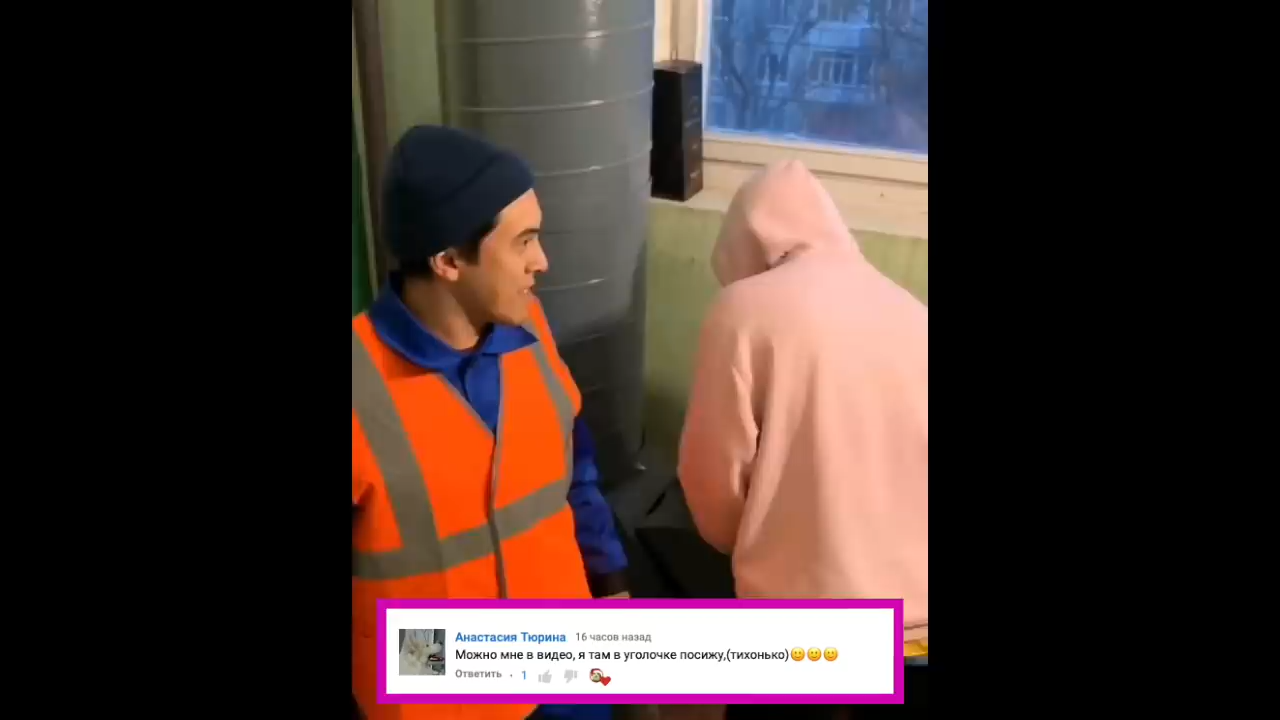 Анастасия Тюрина 16 часов назад
Можно мне в видео, я там в уголочке посижу,(тихонько)🙂🙂🙂
Ответить · 1